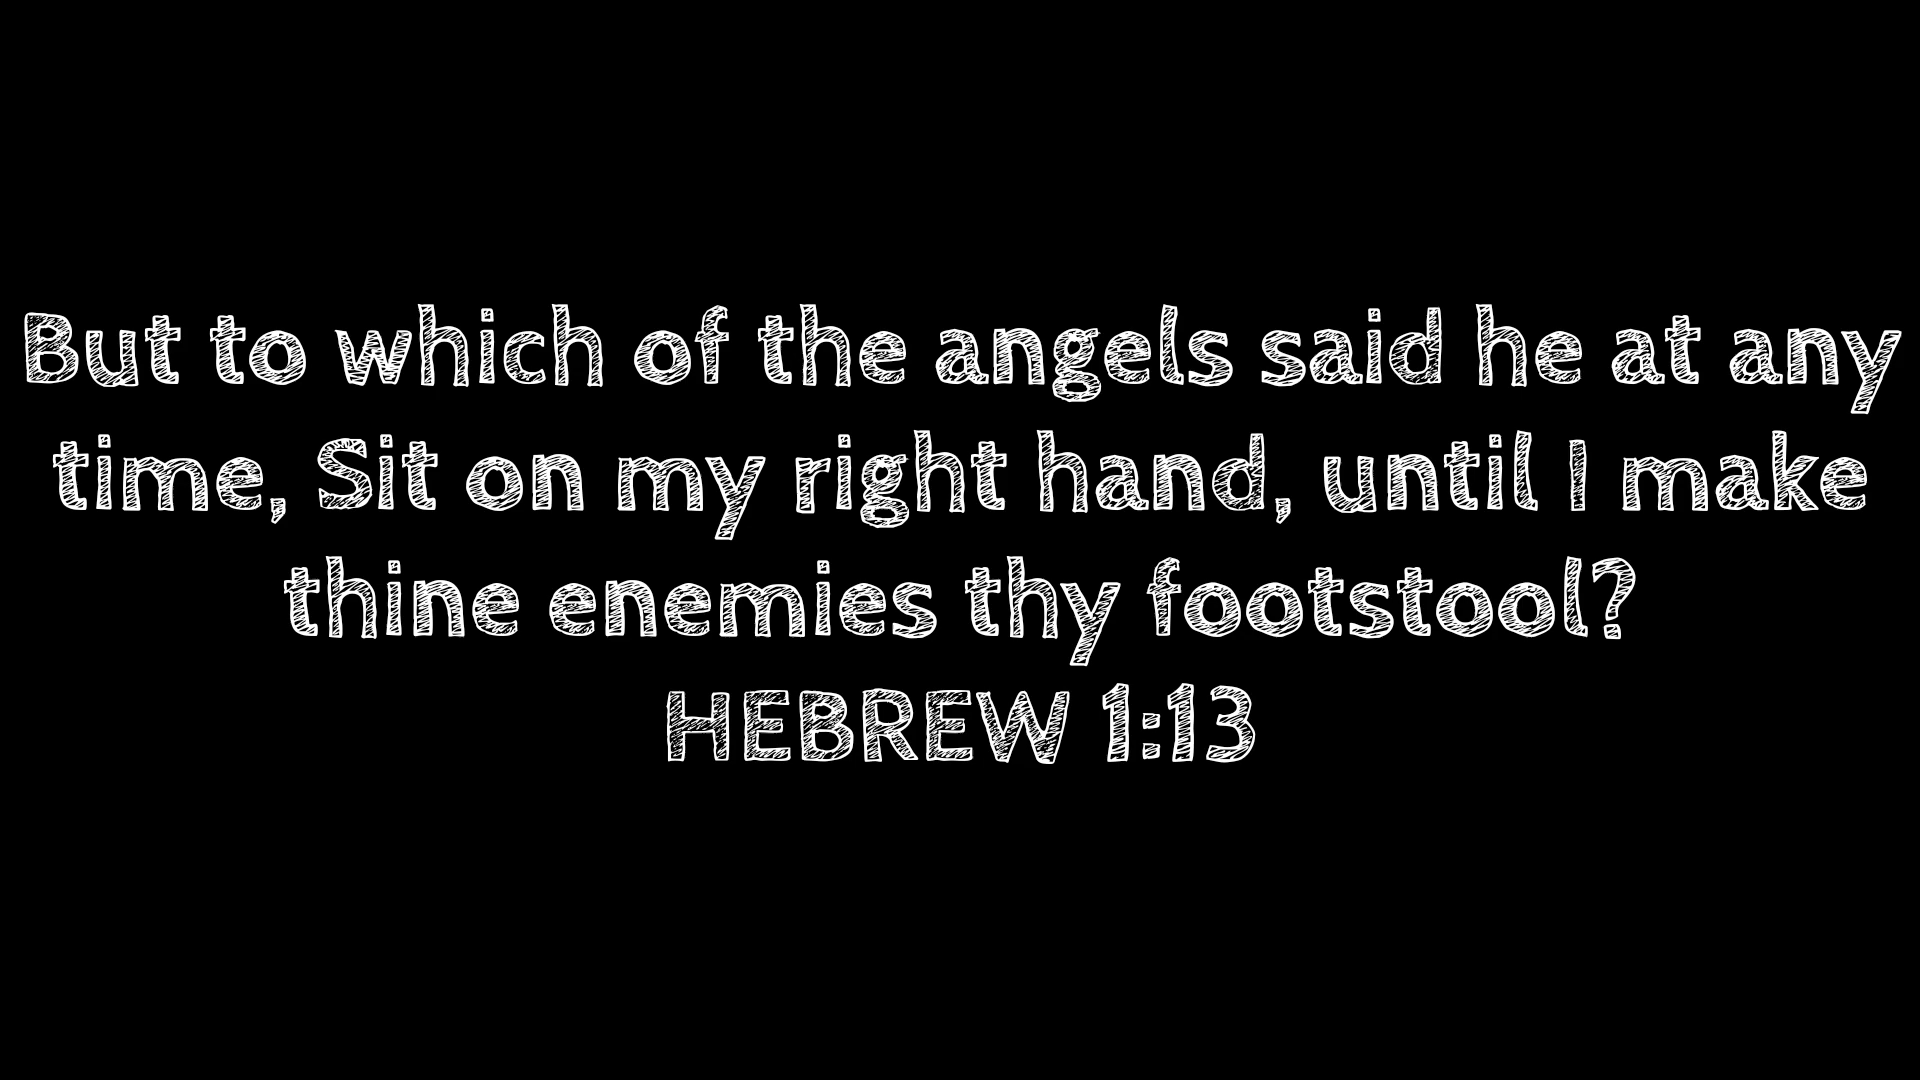 But to which of the angels said he at any
time, Sit on my right hand, until I make
thine enemies thy footstool?
HEBREW 1:13